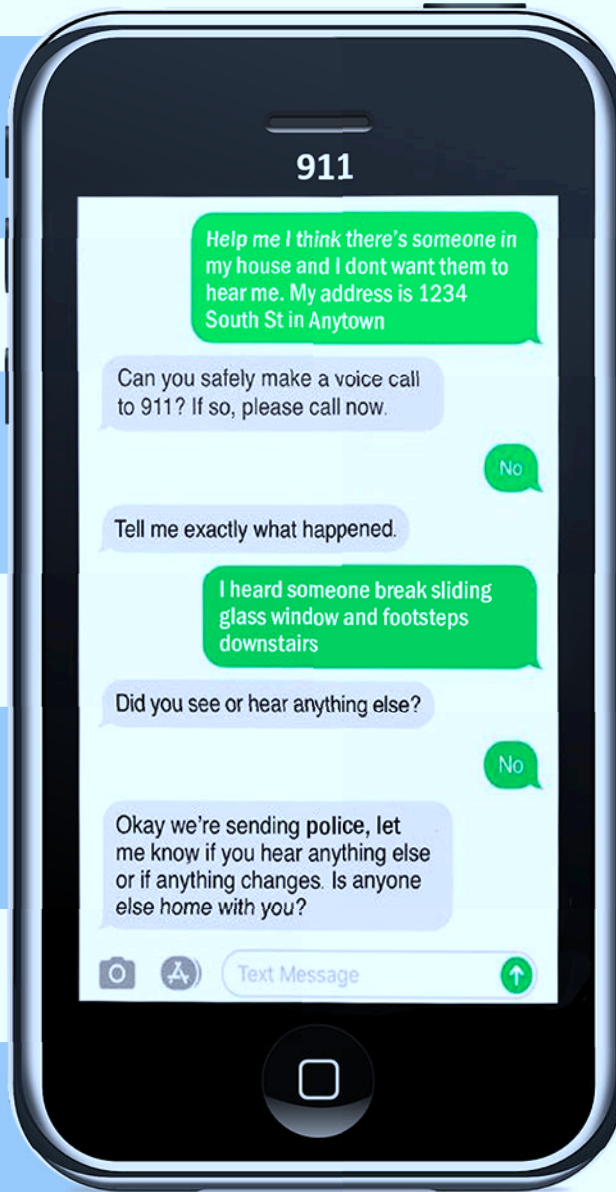 911
Help me I think there's someone in
my house and I dont want them to
hear me. My address is 1234
South St in Anytown
Can you safely make a voice call
to 911? If so, please call now.
No
Tell me exactly what happened.
I heard someone break sliding
glass window and footsteps
downstairs
Did you see or hear anything else?
No
Okay we're sending police, let
me know if you hear anything else
or if anything changes. Is anyone
else home with you?
Text Message